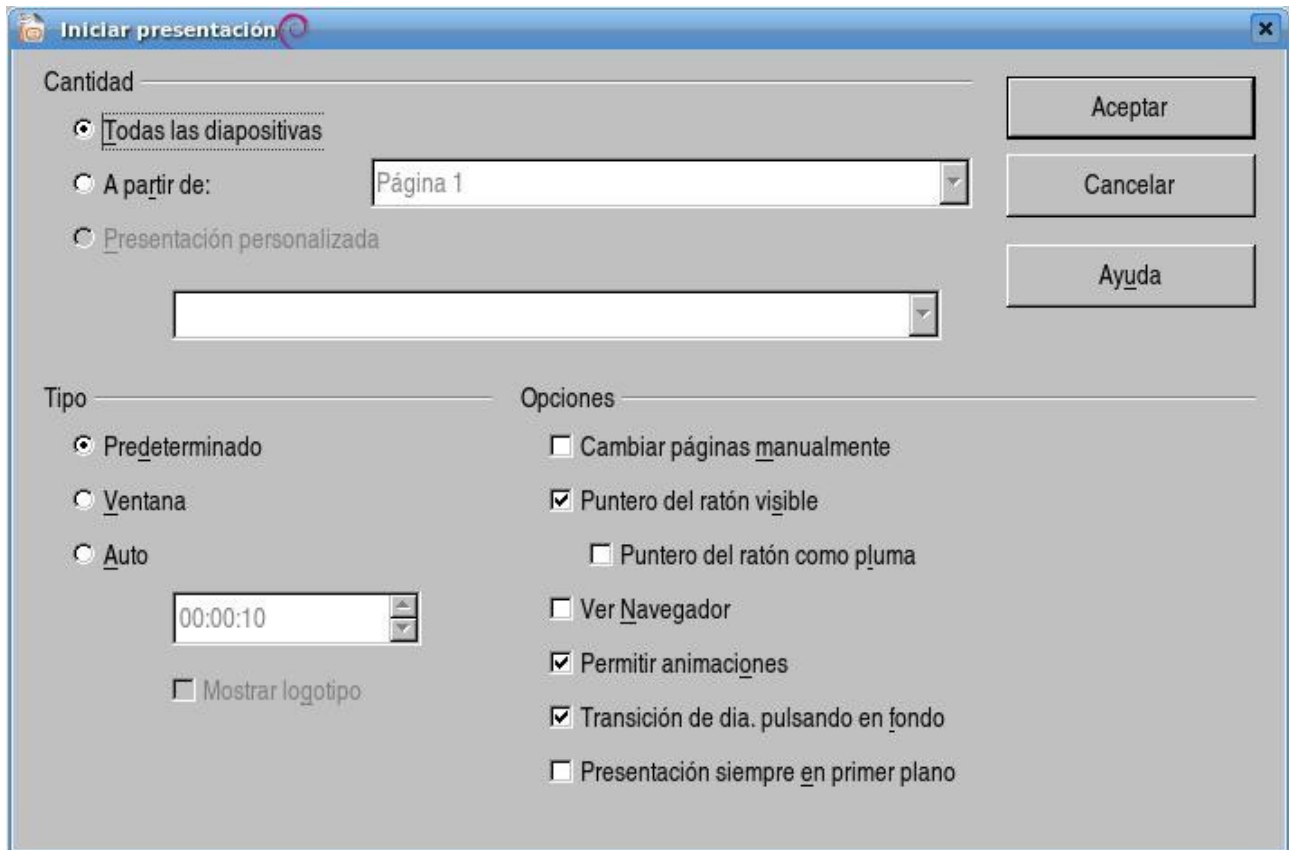 Iniciar presentación
Cantidad
Todas las diapositivas
A partir de:
Página 1
Presentación personalizada
Aceptar
Cancelar
Ayuda
Tipo
Predeterminado
Ventana
Auto
00:00:10
Mostrar logotipo
Opciones
Cambiar páginas manualmente
Puntero del ratón visible
Puntero del ratón como pluma
Ver Navegador
Permitir animaciones
Transición de dia. pulsando en fondo
Presentación siempre en primer plano